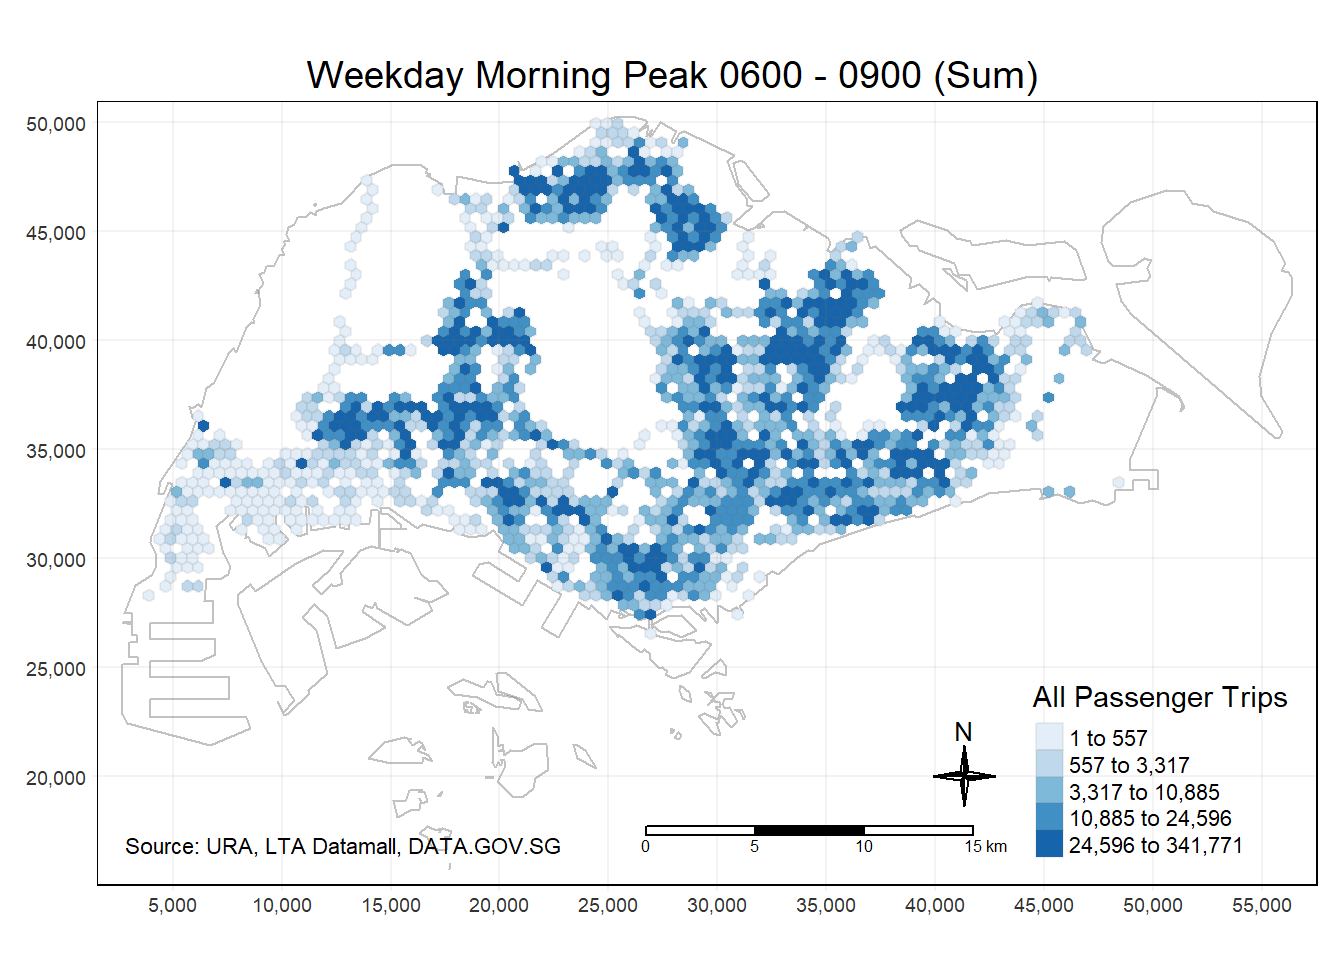 Weekday Morning Peak 0600 - 0900 (Sum)
50,000
45,000
40,000
35,000
30,000
25,000
20,000
All Passenger Trips
1 to 557
557 to 3,317
3,317 to 10,885
10,885 to 24,596
24,596 to 341,771
N
0 5 10 15 km
Source: URA, LTA Datamall, DATA.GOV.SG
5,000 10,000 15,000 20,000 25,000 30,000 35,000 40,000 45,000 50,000 55,000